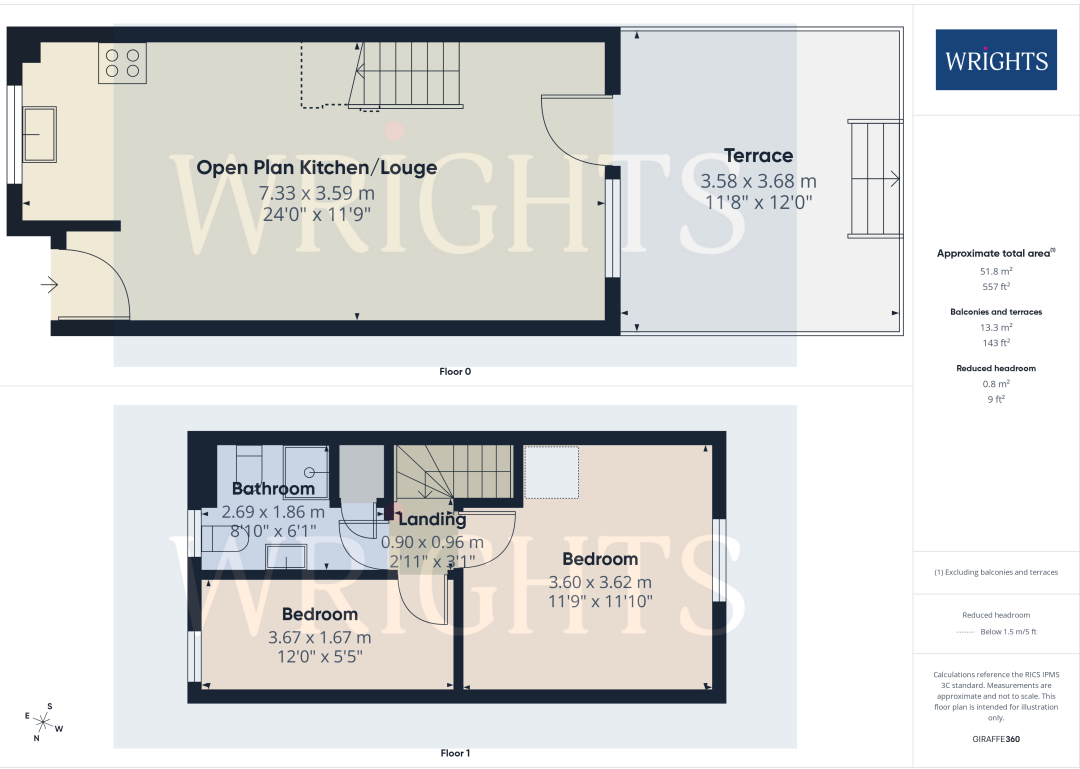 Open Plan Kitchen/Louge
7.33 x 3.59 m
24'0" x 11'9"
Terrace
3.58 x 3.68 m
11'8" x 12'0"
WRiGHTS
Floor 0
Bathroom
2.69 x 1.86 m
8'10" x 6'1"
Landing
0.90 x 0.96 m
2'11" x 3'1"
Bedroom
3.60 x 3.62 m
11'9" x 11'10"
Bedroom
3.67 x 1.67 m
12'0" x 5'5"
WRIGHTS
Floor 1
S
E
W
N
WRiGHTS
Approximate total area(1)
51.8 m²
557 ft²
Balconies and terraces
13.3 m²
143 ft²
Reduced headroom
0.8 m²
9 ft²
(1) Excluding balconies and terraces
Reduced headroom
Below 1.5 m/5 ft
Calculations reference the RICS IPMS
3C standard. Measurements are
approximate and not to scale. This
floor plan is intended for illustration
only.
GIRAFFE360